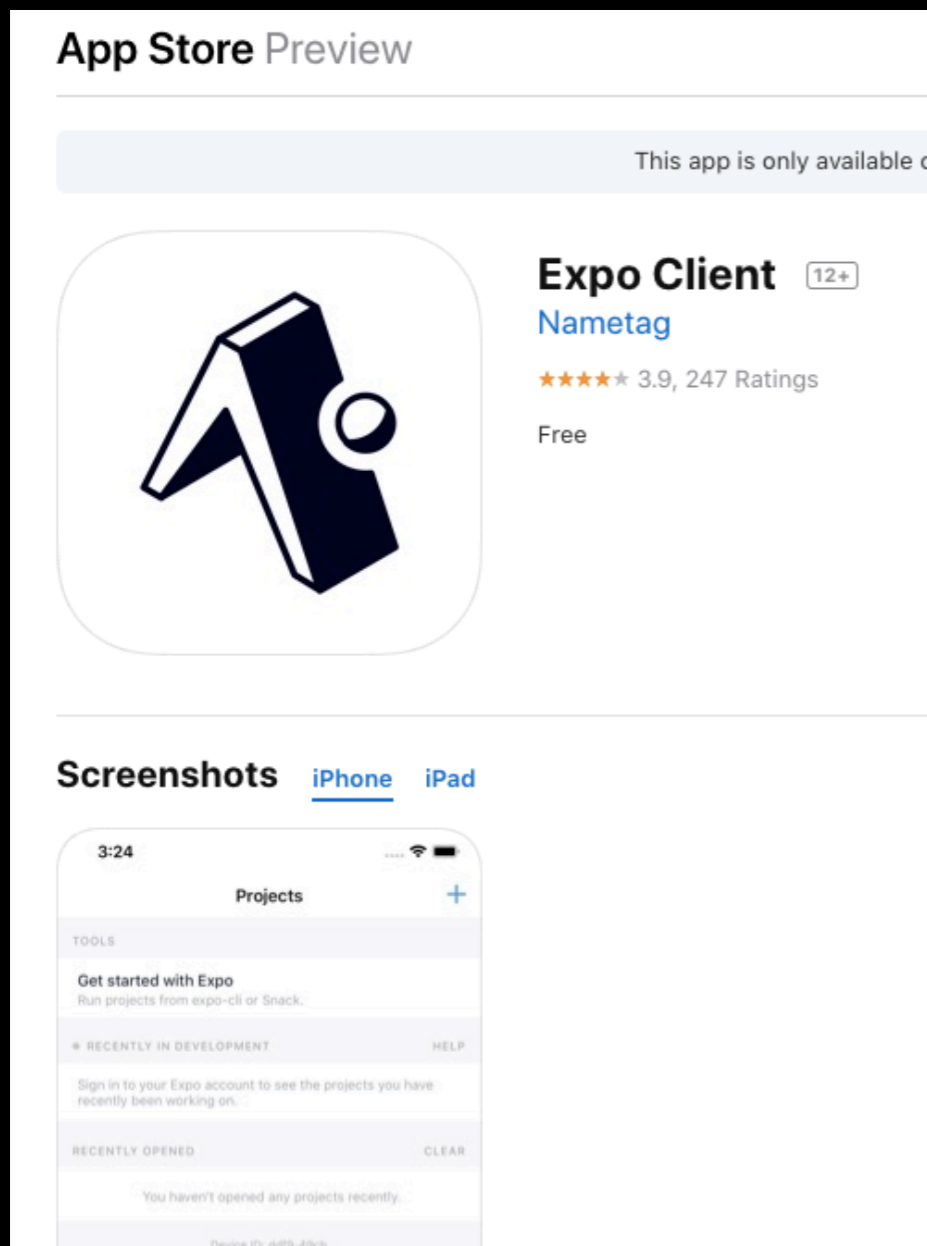 App Store Preview
This app is only available
Expo Client 12+
Nametag
3.9, 247 Ratings
Free
Screenshots iPhone iPad
3:24
Projects +
TOOLS
Get started with Expo
Run projects from expo-cli or Snack.
RECENTLY IN DEVELOPMENT HELP
Sign in to your Expo account to see the projects you have
recently been working on.
RECENTLY OPENED CLEAR
You haven't opened any projects recently.
Device ID: